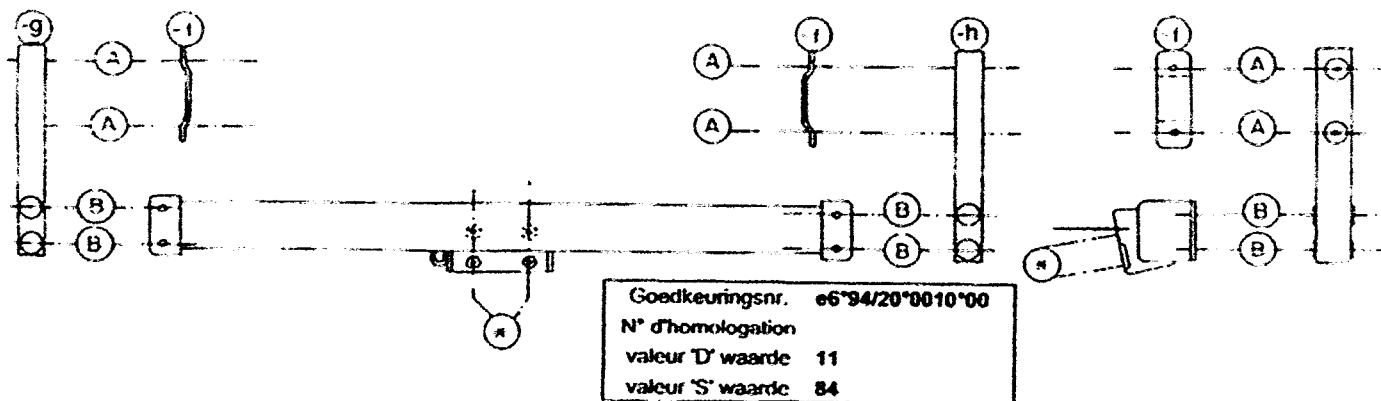 -g -f -f -h -f
A A A
A A A
B B B
B B B
*
*
Goedkeuringsnr. e6*94/20*0010*00
N° d'homologation
valeur "D" waarde 11
valeur "S" waarde 84